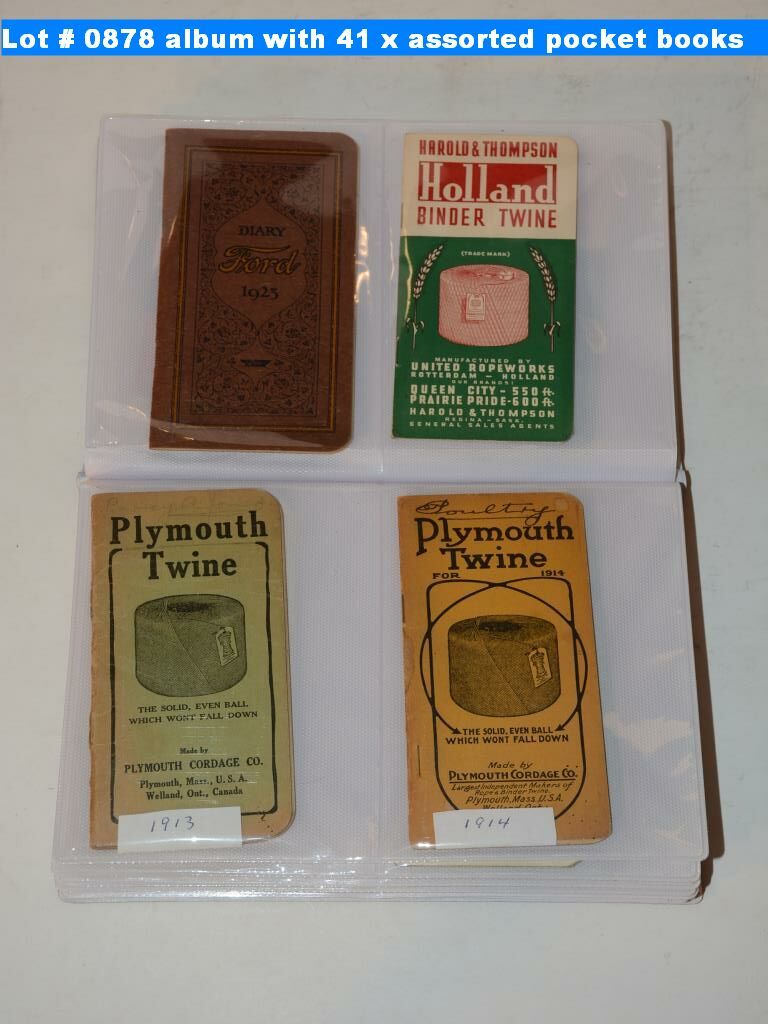 Lot # 0878 album with 41 x assorted pocket books
DIARY
Ford
1923
HAROLD & THOMPSON
Holland
BINDER TWINE
(TRADE MARK)
MANUFACTURED BY
UNITED ROPEWORKS
ROTTERDAM - HOLLAND
OUR BRANDS:
QUEEN CITY - 550 ft.
PRAIRIE PRIDE - 600 ft.
HAROLD & THOMPSON
REGINA - SASK.
GENERAL SALES AGENTS
Plymouth
Twine
THE SOLID, EVEN BALL
WHICH WONT FALL DOWN
Made by
PLYMOUTH CORDAGE CO.
Plymouth, Mass., U. S. A.
Welland, Ont., Canada
1913
Poultry
Plymouth
Twine
FOR 1914
THE SOLID, EVEN BALL
WHICH WONT FALL DOWN
Made by
PLYMOUTH CORDAGE CO.
Largest Independent Makers of
Rope & Binder Twine.
Plymouth, Mass. U.S.A.
1914